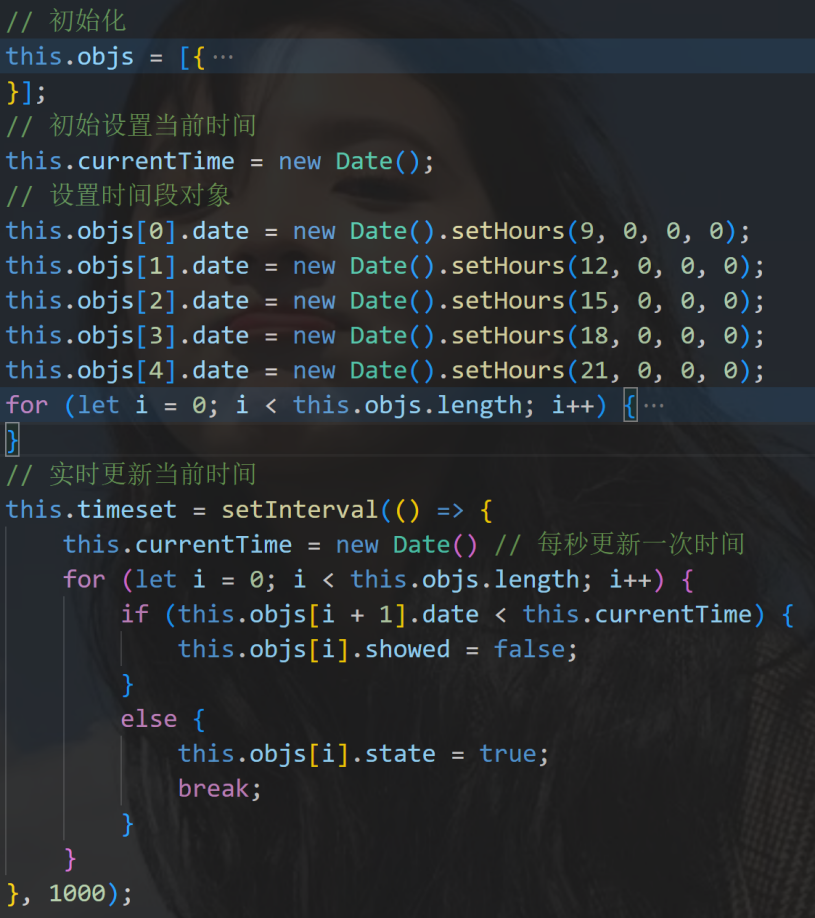 // 初始化
this.objs = [{ ···
}];
// 初始设置当前时间
this.currentTime = new Date();
// 设置时间段对象
this.objs[0].date = new Date().setHours(9, 0, 0, 0);
this.objs[1].date = new Date().setHours(12, 0, 0, 0);
this.objs[2].date = new Date().setHours(15, 0, 0, 0);
this.objs[3].date = new Date().setHours(18, 0, 0, 0);
this.objs[4].date = new Date().setHours(21, 0, 0, 0);
for (let i = 0; i < this.objs.length; i++) { ···
}
// 实时更新当前时间
this.timeset = setInterval(() => {
    this.currentTime = new Date() // 每秒更新一次时间
    for (let i = 0; i < this.objs.length; i++) {
        if (this.objs[i + 1].date < this.currentTime) {
            this.objs[i].showed = false;
        }
        else {
            this.objs[i].state = true;
            break;
        }
    }
}, 1000);